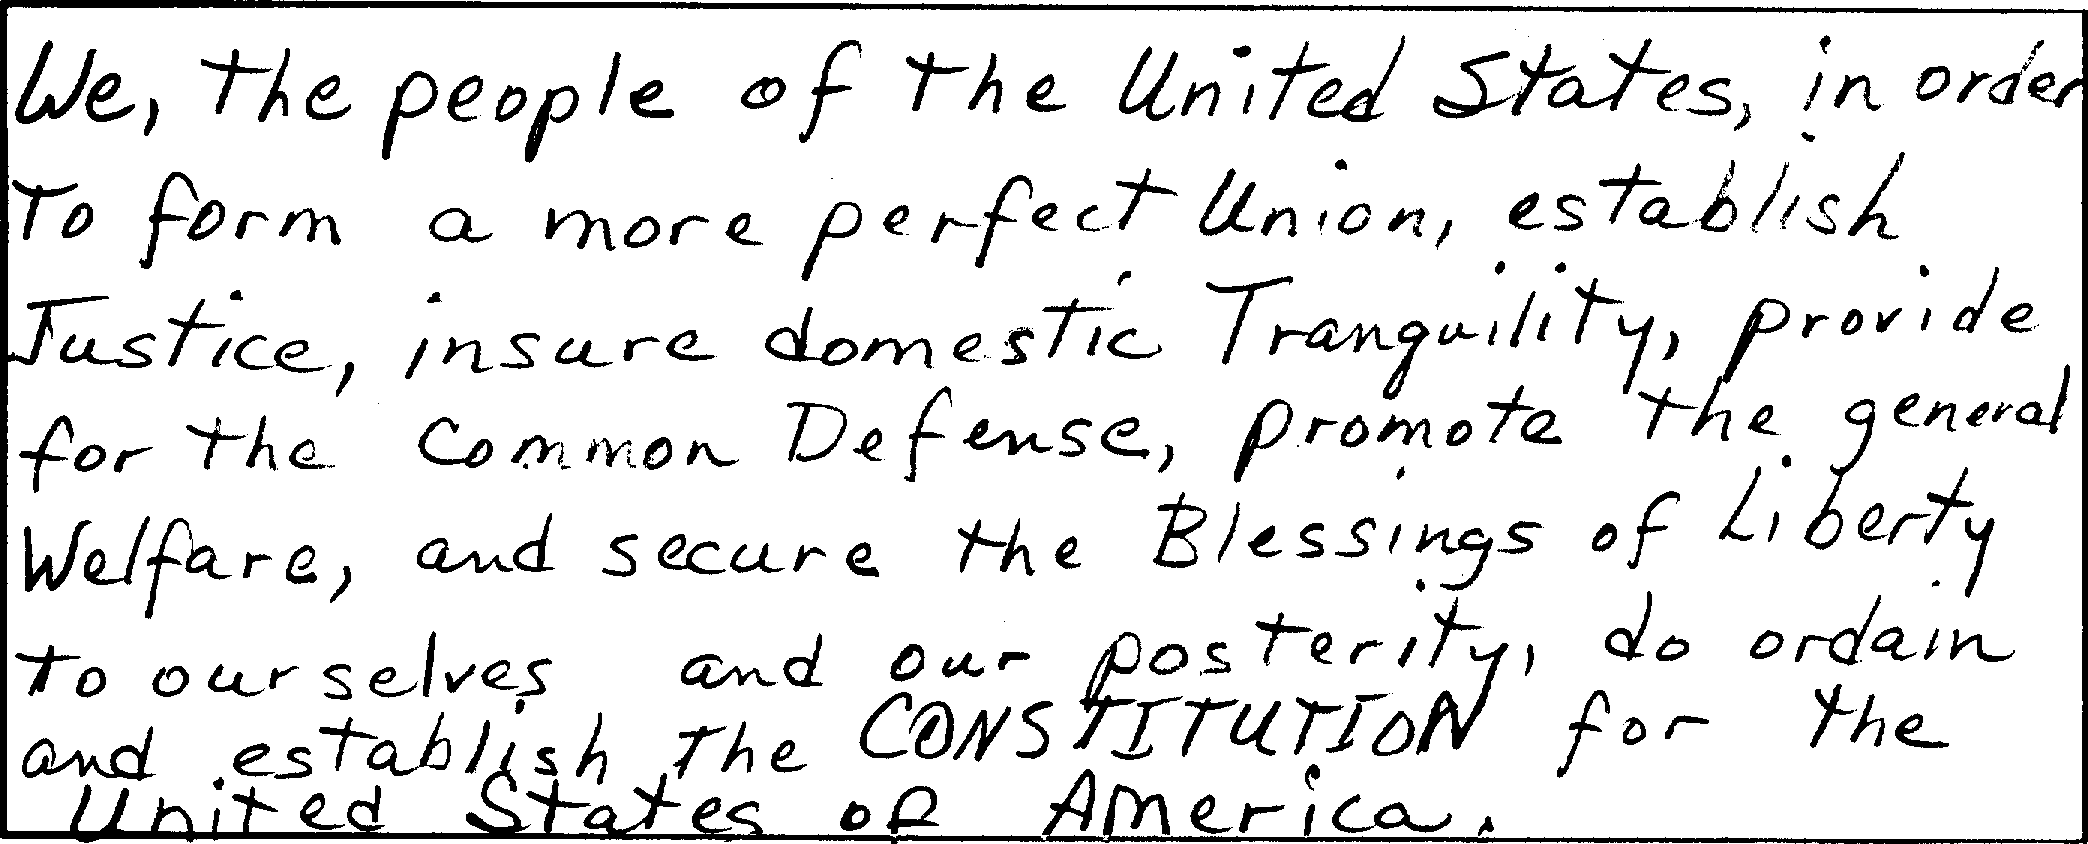 We, the people of the United States, in order
to form a more perfect Union, establish
Justice, insure domestic Tranquility, provide
for the Common Defense, promote the general
Welfare, and secure the Blessings of Liberty
to ourselves and our posterity, do ordain
and establish the CONSTITUTION for the
United States of America.